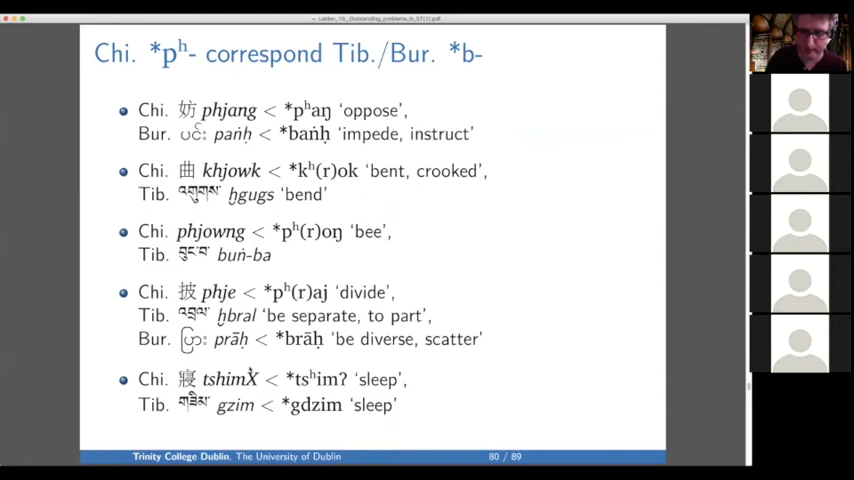 Leiden_10._Outstanding_problems_in_ST(1).pdf
Chi. *pʰ- correspond Tib./Bur. *b-
Chi. 妨 phjang < *pʰaŋ ‘oppose’,
Bur. ပင်း paṅḥ < *baṅḥ ‘impede, instruct’
Chi. 曲 khjowk < *kʰ(r)ok ‘bent, crooked’,
Tib. འགུགས་ ḫgugs ‘bend’
Chi. phjowng < *pʰ(r)oŋ ‘bee’,
Tib. བུང་བ་ buṅ-ba
Chi. 披 phje < *pʰ(r)aj ‘divide’,
Tib. འབྲལ་ ḫbral ‘be separate, to part’,
Bur. ပြား prāḥ < *brāḥ ‘be diverse, scatter’
Chi. 寢 tshimX < *tsʰim? ‘sleep’,
Tib. གཟིམ་ gzim < *gdzim ‘sleep’
Trinity College Dublin, The University of Dublin 80 / 89